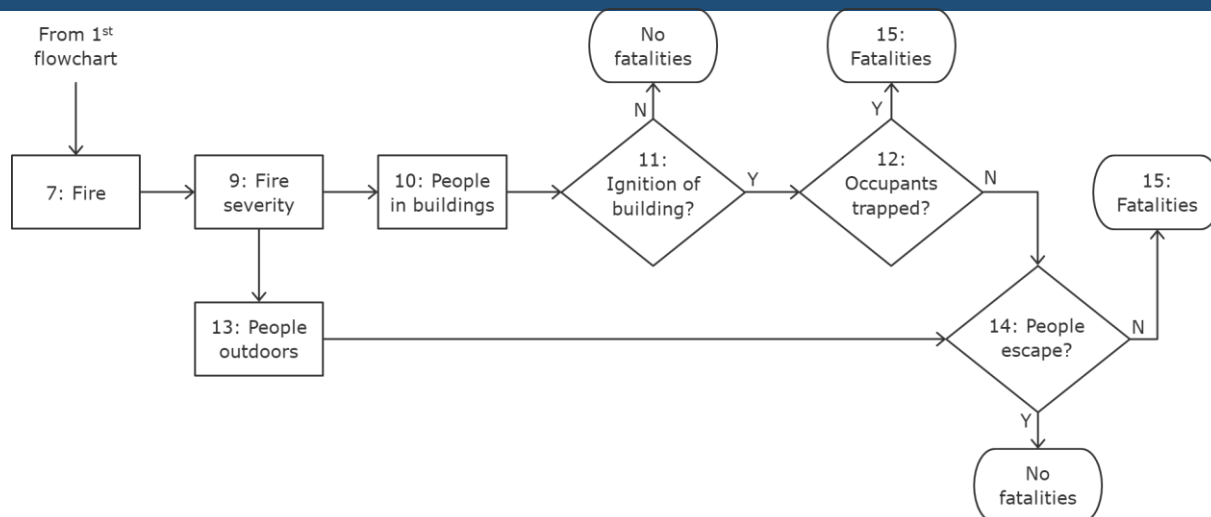 From 1st
flowchart
No
fatalities
15:
Fatalities
N
Y
7: Fire
9: Fire
severity
10: People
in buildings
11:
Ignition of
building?
Y
12:
Occupants
trapped?
N
15:
Fatalities
13: People
outdoors
14: People
escape?
N
Y
No
fatalities